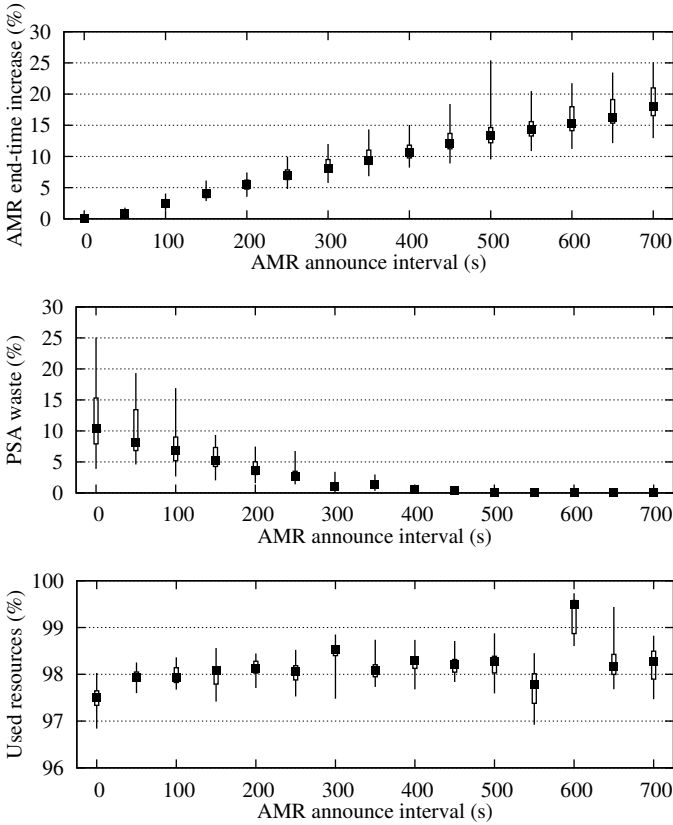 AMR end-time increase (%)
30
25
20
15
10
5
0
0 100 200 300 400 500 600 700
AMR announce interval (s)
PSA waste (%)
30
25
20
15
10
5
0
0 100 200 300 400 500 600 700
AMR announce interval (s)
Used resources (%)
100
99
98
97
96
0 100 200 300 400 500 600 700
AMR announce interval (s)